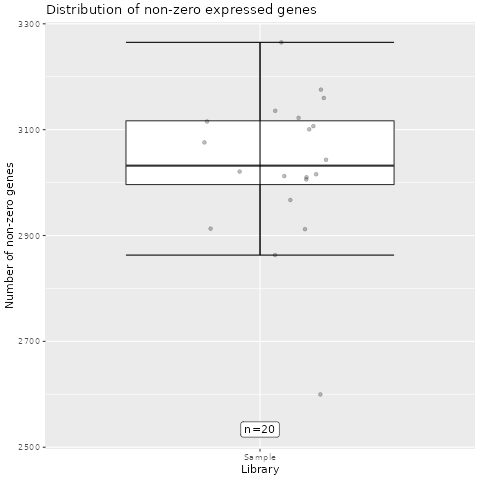 Distribution of non-zero expressed genes
Number of non-zero genes
3300
3100
2900
2700
2500
n=20
Sample
Library